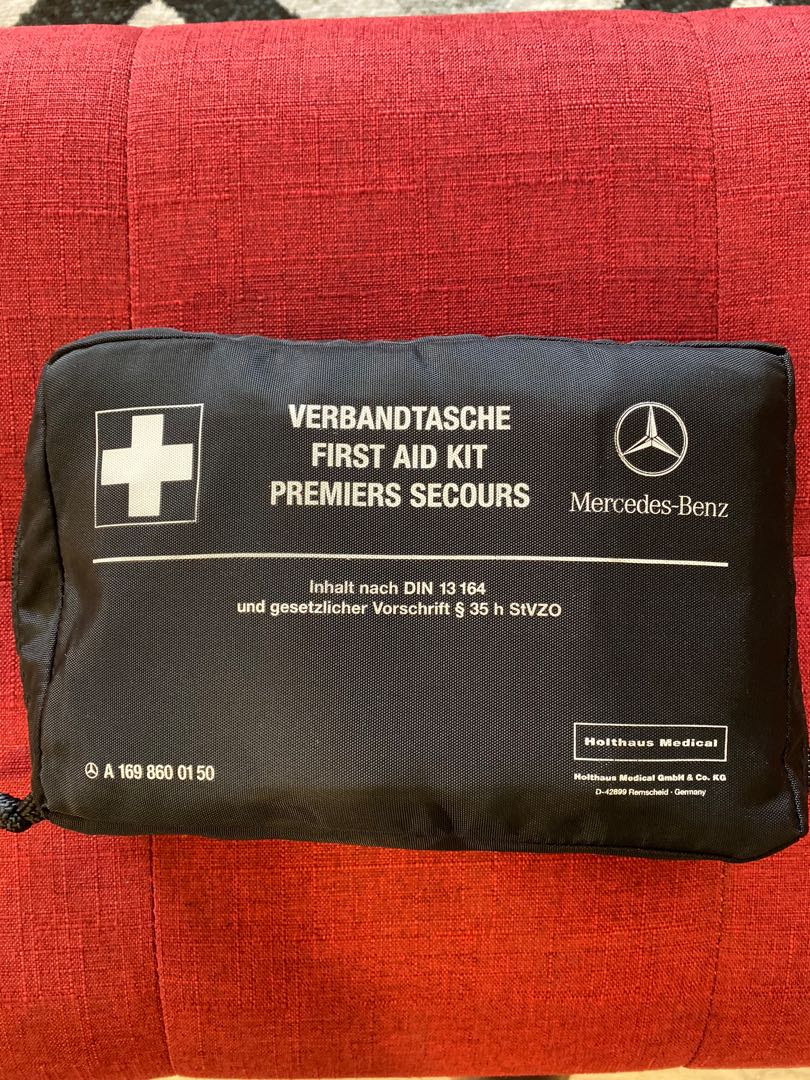 VERBANDTASCHE
FIRST AID KIT
PREMIERS SECOURS
Mercedes-Benz
Inhalt nach DIN 13 164
und gesetzlicher Vorschrift § 35 h StVZO
A 169 860 01 50
Holthaus Medical
Holthaus Medical GmbH & Co. KG
D-42899 Remscheid · Germany